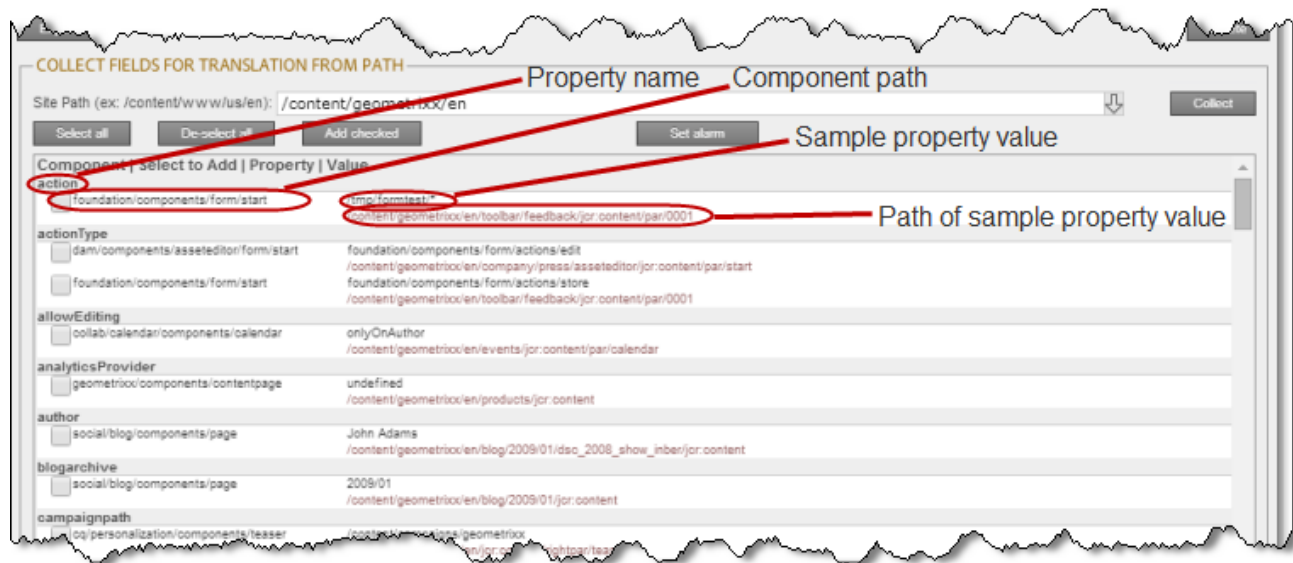 COLLECT FIELDS FOR TRANSLATION FROM PATH
Property name
Component path
Site Path (ex: /content/www/us/en): /content/geometrixx/en
Collect
Select all
De-select all
Add checked
Set alarm
Sample property value
Component | Select to Add | Property | Value
action
foundation/components/form/start
/tmp/formtest/*
/content/geometrixx/en/toolbar/feedback/jcr:content/par/0001
Path of sample property value
actionType
dam/components/asseteditor/form/start
foundation/components/form/actions/edit
/content/geometrixx/en/company/press/asseteditor/jcr:content/par/start
foundation/components/form/start
foundation/components/form/actions/store
/content/geometrixx/en/toolbar/feedback/jcr:content/par/0001
allowEditing
collab/calendar/components/calendar
onlyOnAuthor
/content/geometrixx/en/events/jcr:content/par/calendar
analyticsProvider
geometrixx/components/contentpage
undefined
/content/geometrixx/en/products/jcr:content
author
social/blog/components/page
John Adams
/content/geometrixx/en/blog/2009/01/dsc_2008_show_inber/jcr:content
blogarchive
social/blog/components/page
2009/01
/content/geometrixx/en/blog/2009/01/jcr:content
campaignpath
cq/personalization/components/teaser
/content/campaigns/geometrixx